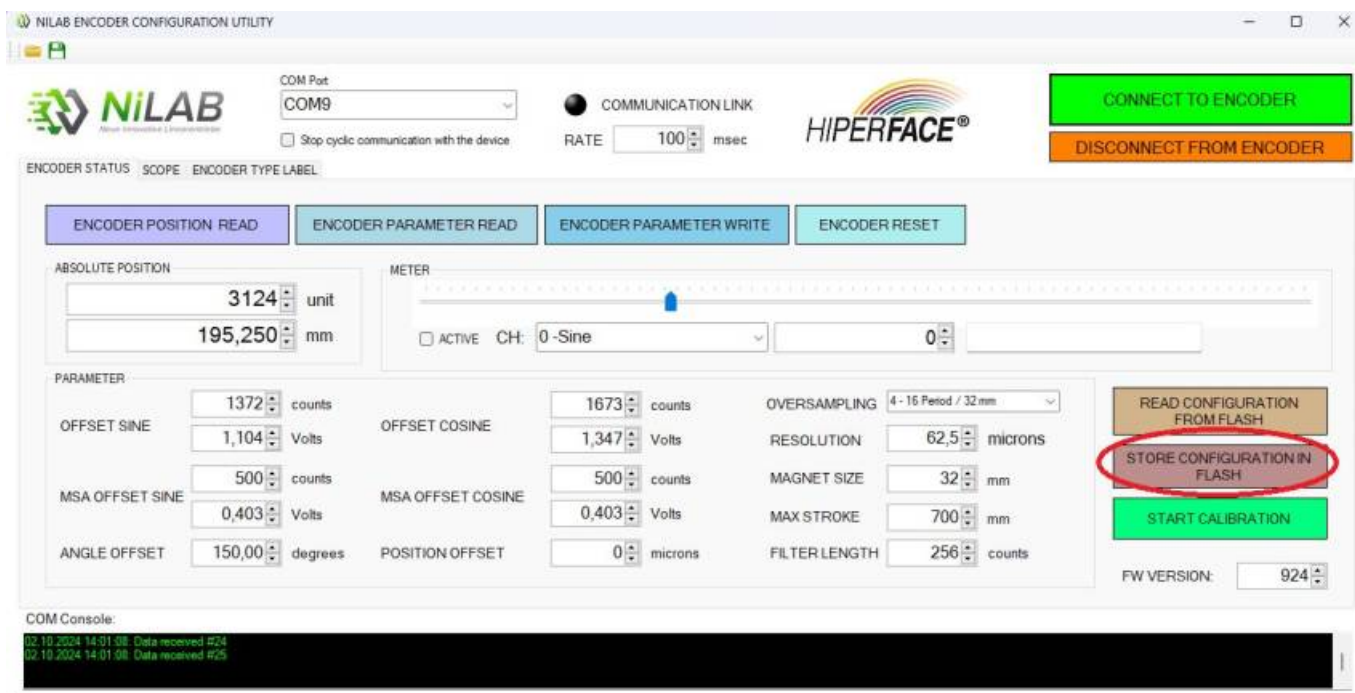 NILAB ENCODER CONFIGURATION UTILITY
NiLAB
COM Port
COM9
Stop cyclic communication with the device
COMMUNICATION LINK
RATE 100 msec
HIPERFACE®
CONNECT TO ENCODER
DISCONNECT FROM ENCODER
ENCODER STATUS SCOPE ENCODER TYPE LABEL
ENCODER POSITION READ ENCODER PARAMETER READ ENCODER PARAMETER WRITE ENCODER RESET
ABSOLUTE POSITION
3124 unit
195,250 mm
METER
ACTIVE CH: 0 -Sine 0
PARAMETER
OFFSET SINE
1372 counts
1,104 Volts
OFFSET COSINE
1673 counts
1,347 Volts
OVERSAMPLING 4 - 16 Period / 32 mm
RESOLUTION 62,5 microns
MSA OFFSET SINE
500 counts
0,403 Volts
MSA OFFSET COSINE
500 counts
0,403 Volts
MAGNET SIZE 32 mm
MAX STROKE 700 mm
ANGLE OFFSET 150,00 degrees
POSITION OFFSET 0 microns
FILTER LENGTH 256 counts
READ CONFIGURATION
FROM FLASH
STORE CONFIGURATION IN
FLASH
START CALIBRATION
FW VERSION: 924
COM Console:
02.10.2024 14:01:08: Data received #24
02.10.2024 14:01:08: Data received #25